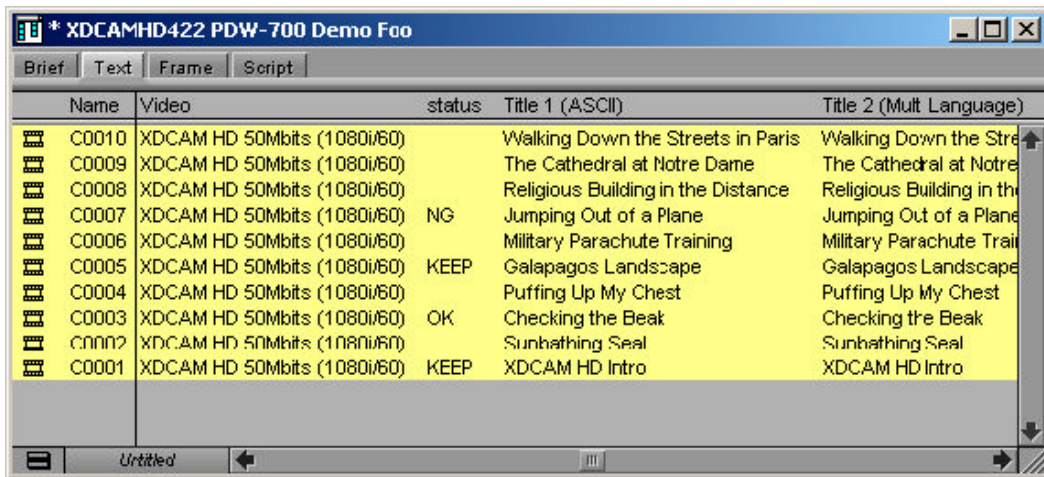 * XDCAMHD422 PDW-700 Demo Foo
Brief Text Frame Script
Name Video status Title 1 (ASCII) Title 2 (Mult Language)
C0010 XDCAM HD 50Mbits (1080i/60) Walking Down the Streets in Paris Walking Down the Stre
C0009 XDCAM HD 50Mbits (1080i/60) The Cathedral at Notre Dame The Cathedral at Notre
C0008 XDCAM HD 50Mbits (1080i/60) Religious Building in the Distance Religious Building in the
C0007 XDCAM HD 50Mbits (1080i/60) NG Jumping Out of a Plane Jumping Out of a Plane
C0006 XDCAM HD 50Mbits (1080i/60) Military Parachute Training Military Parachute Trai
C0005 XDCAM HD 50Mbits (1080i/60) KEEP Galapagos Landscape Galapagos Landscape
C0004 XDCAM HD 50Mbits (1080i/60) Puffing Up My Chest Puffing Up My Chest
C0003 XDCAM HD 50Mbits (1080i/60) OK Checking the Beak Checking the Beak
C0002 XDCAM HD 50Mbits (1080i/60) Sunbathing Seal Sunbathing Seal
C0001 XDCAM HD 50Mbits (1080i/60) KEEP XDCAM HD Intro XDCAM HD Intro
Untitled